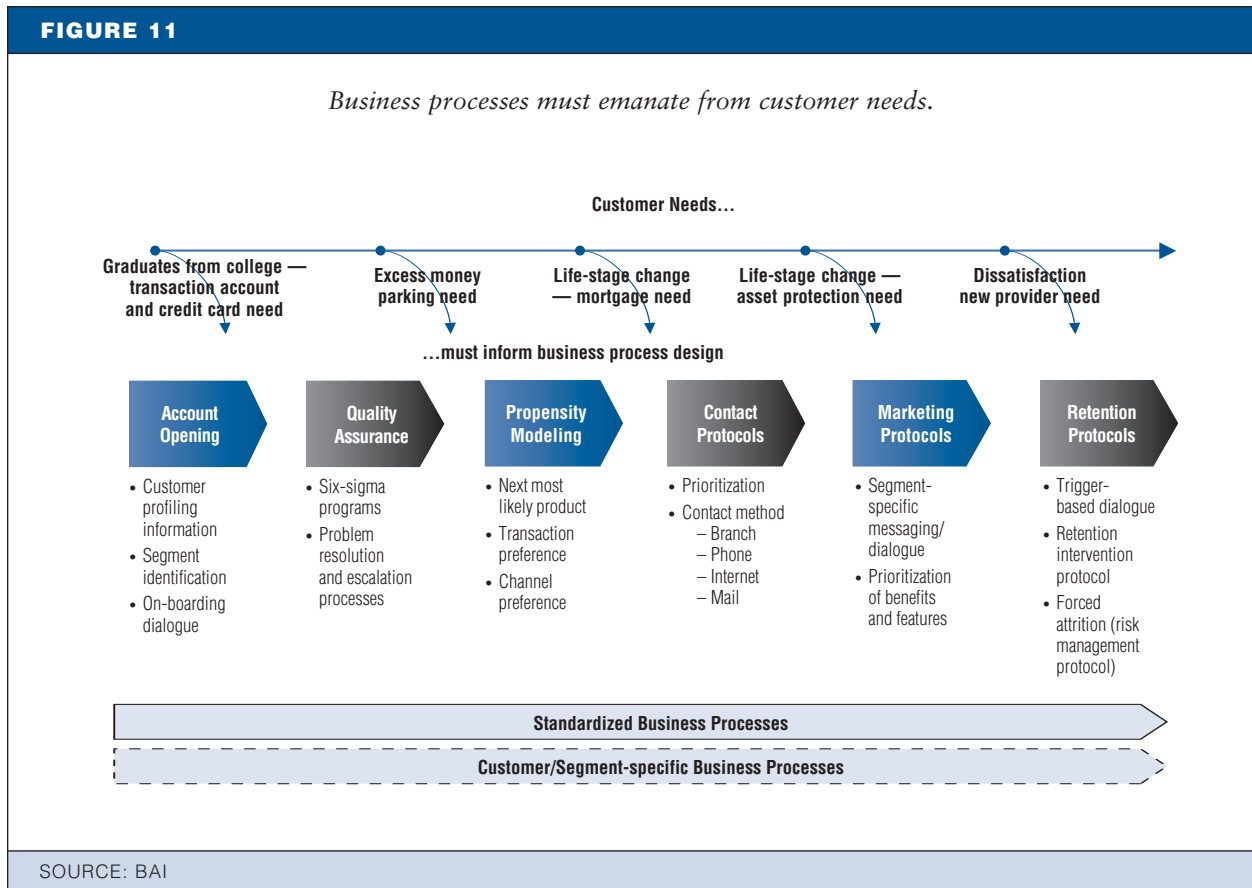 FIGURE 11
Business processes must emanate from customer needs.
Customer Needs…
Graduates from college —
transaction account
and credit card need
Excess money
parking need
Life-stage change
— mortgage need
Life-stage change —
asset protection need
Dissatisfaction
new provider need
…must inform business process design
Account
Opening
• Customer
profiling
information
• Segment
identification
• On-boarding
dialogue
Quality
Assurance
• Six-sigma
programs
• Problem
resolution
and escalation
processes
Propensity
Modeling
• Next most
likely product
• Transaction
preference
• Channel
preference
Contact
Protocols
• Prioritization
• Contact method
– Branch
– Phone
– Internet
– Mail
Marketing
Protocols
• Segment-
specific
messaging/
dialogue
• Prioritization
of benefits
and features
Retention
Protocols
• Trigger-
based dialogue
• Retention
intervention
protocol
• Forced
attrition (risk
management
protocol)
Standardized Business Processes
Customer/Segment-specific Business Processes
SOURCE: BAI